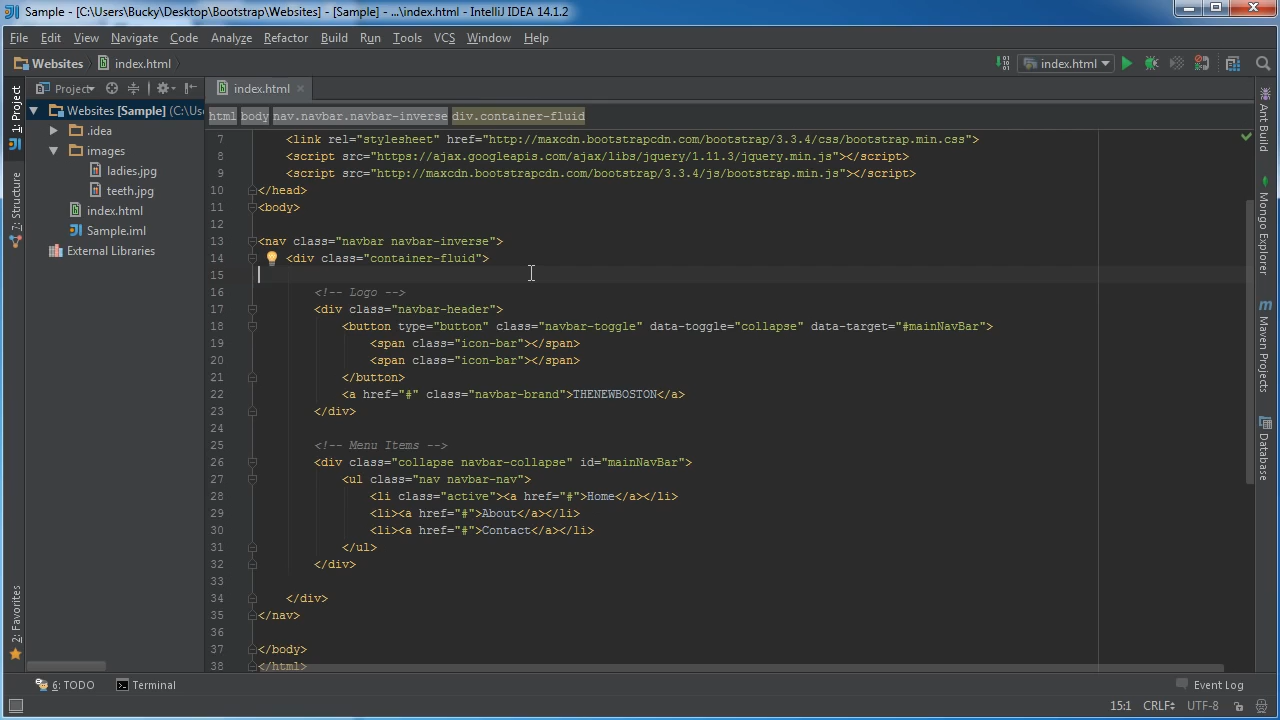 Sample - [C:\Users\Bucky\Desktop\Bootstrap\Websites] - [Sample] - ...\index.html - IntelliJ IDEA 14.1.2
File Edit View Navigate Code Analyze Refactor Build Run Tools VCS Window Help
Websites index.html index.html
Project index.html
html body nav.navbar.navbar-inverse div.container-fluid
1: Project
7: Structure
2: Favorites
Websites [Sample] (C:\Us
.idea
images
ladies.jpg
teeth.jpg
index.html
Sample.iml
External Libraries
7 <link rel="stylesheet" href="http://maxcdn.bootstrapcdn.com/bootstrap/3.3.4/css/bootstrap.min.css">
8 <script src="https://ajax.googleapis.com/ajax/libs/jquery/1.11.3/jquery.min.js"></script>
9 <script src="http://maxcdn.bootstrapcdn.com/bootstrap/3.3.4/js/bootstrap.min.js"></script>
10 </head>
11 <body>
12
13 <nav class="navbar navbar-inverse">
14 <div class="container-fluid">
15
16 <!-- Logo -->
17 <div class="navbar-header">
18 <button type="button" class="navbar-toggle" data-toggle="collapse" data-target="#mainNavBar">
19 <span class="icon-bar"></span>
20 <span class="icon-bar"></span>
21 </button>
22 <a href="#" class="navbar-brand">THENEWBOSTON</a>
23 </div>
24
25 <!-- Menu Items -->
26 <div class="collapse navbar-collapse" id="mainNavBar">
27 <ul class="nav navbar-nav">
28 <li class="active"><a href="#">Home</a></li>
29 <li><a href="#">About</a></li>
30 <li><a href="#">Contact</a></li>
31 </ul>
32 </div>
33
34 </div>
35 </nav>
36
37 </body>
38 </html>
Ant Build
Mongo Explorer
Maven Projects
Database
6: TODO Terminal Event Log
15:1 CRLF UTF-8